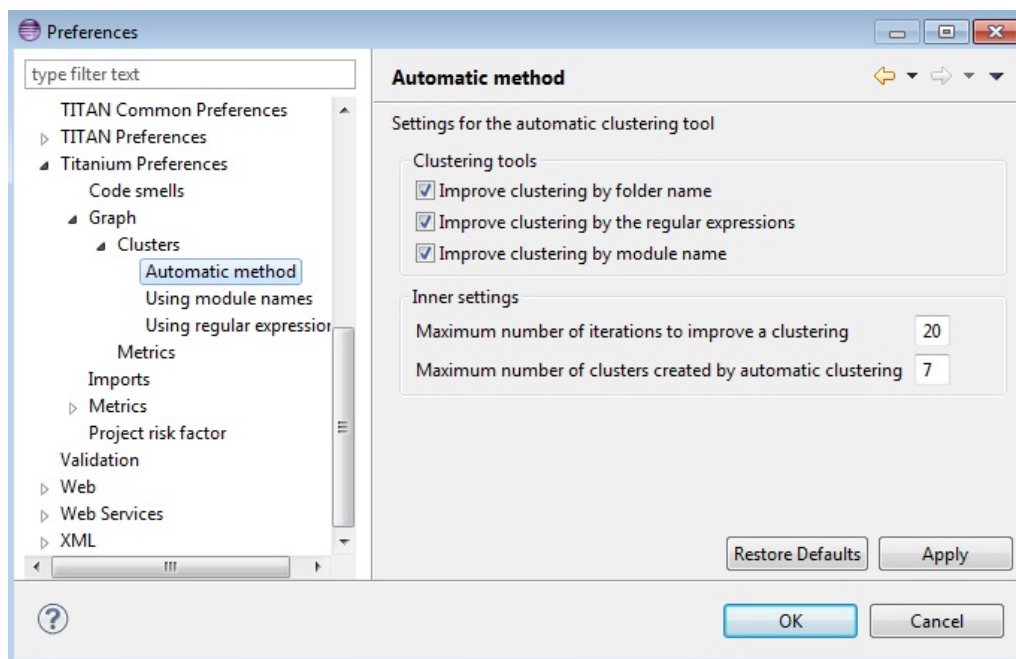 Preferences
type filter text
TITAN Common Preferences
TITAN Preferences
Titanium Preferences
Code smells
Graph
Clusters
Automatic method
Using module names
Using regular expression
Metrics
Imports
Metrics
Project risk factor
Validation
Web
Web Services
XML
Automatic method
Settings for the automatic clustering tool
Clustering tools
Improve clustering by folder name
Improve clustering by the regular expressions
Improve clustering by module name
Inner settings
Maximum number of iterations to improve a clustering 20
Maximum number of clusters created by automatic clustering 7
Restore Defaults Apply
OK Cancel